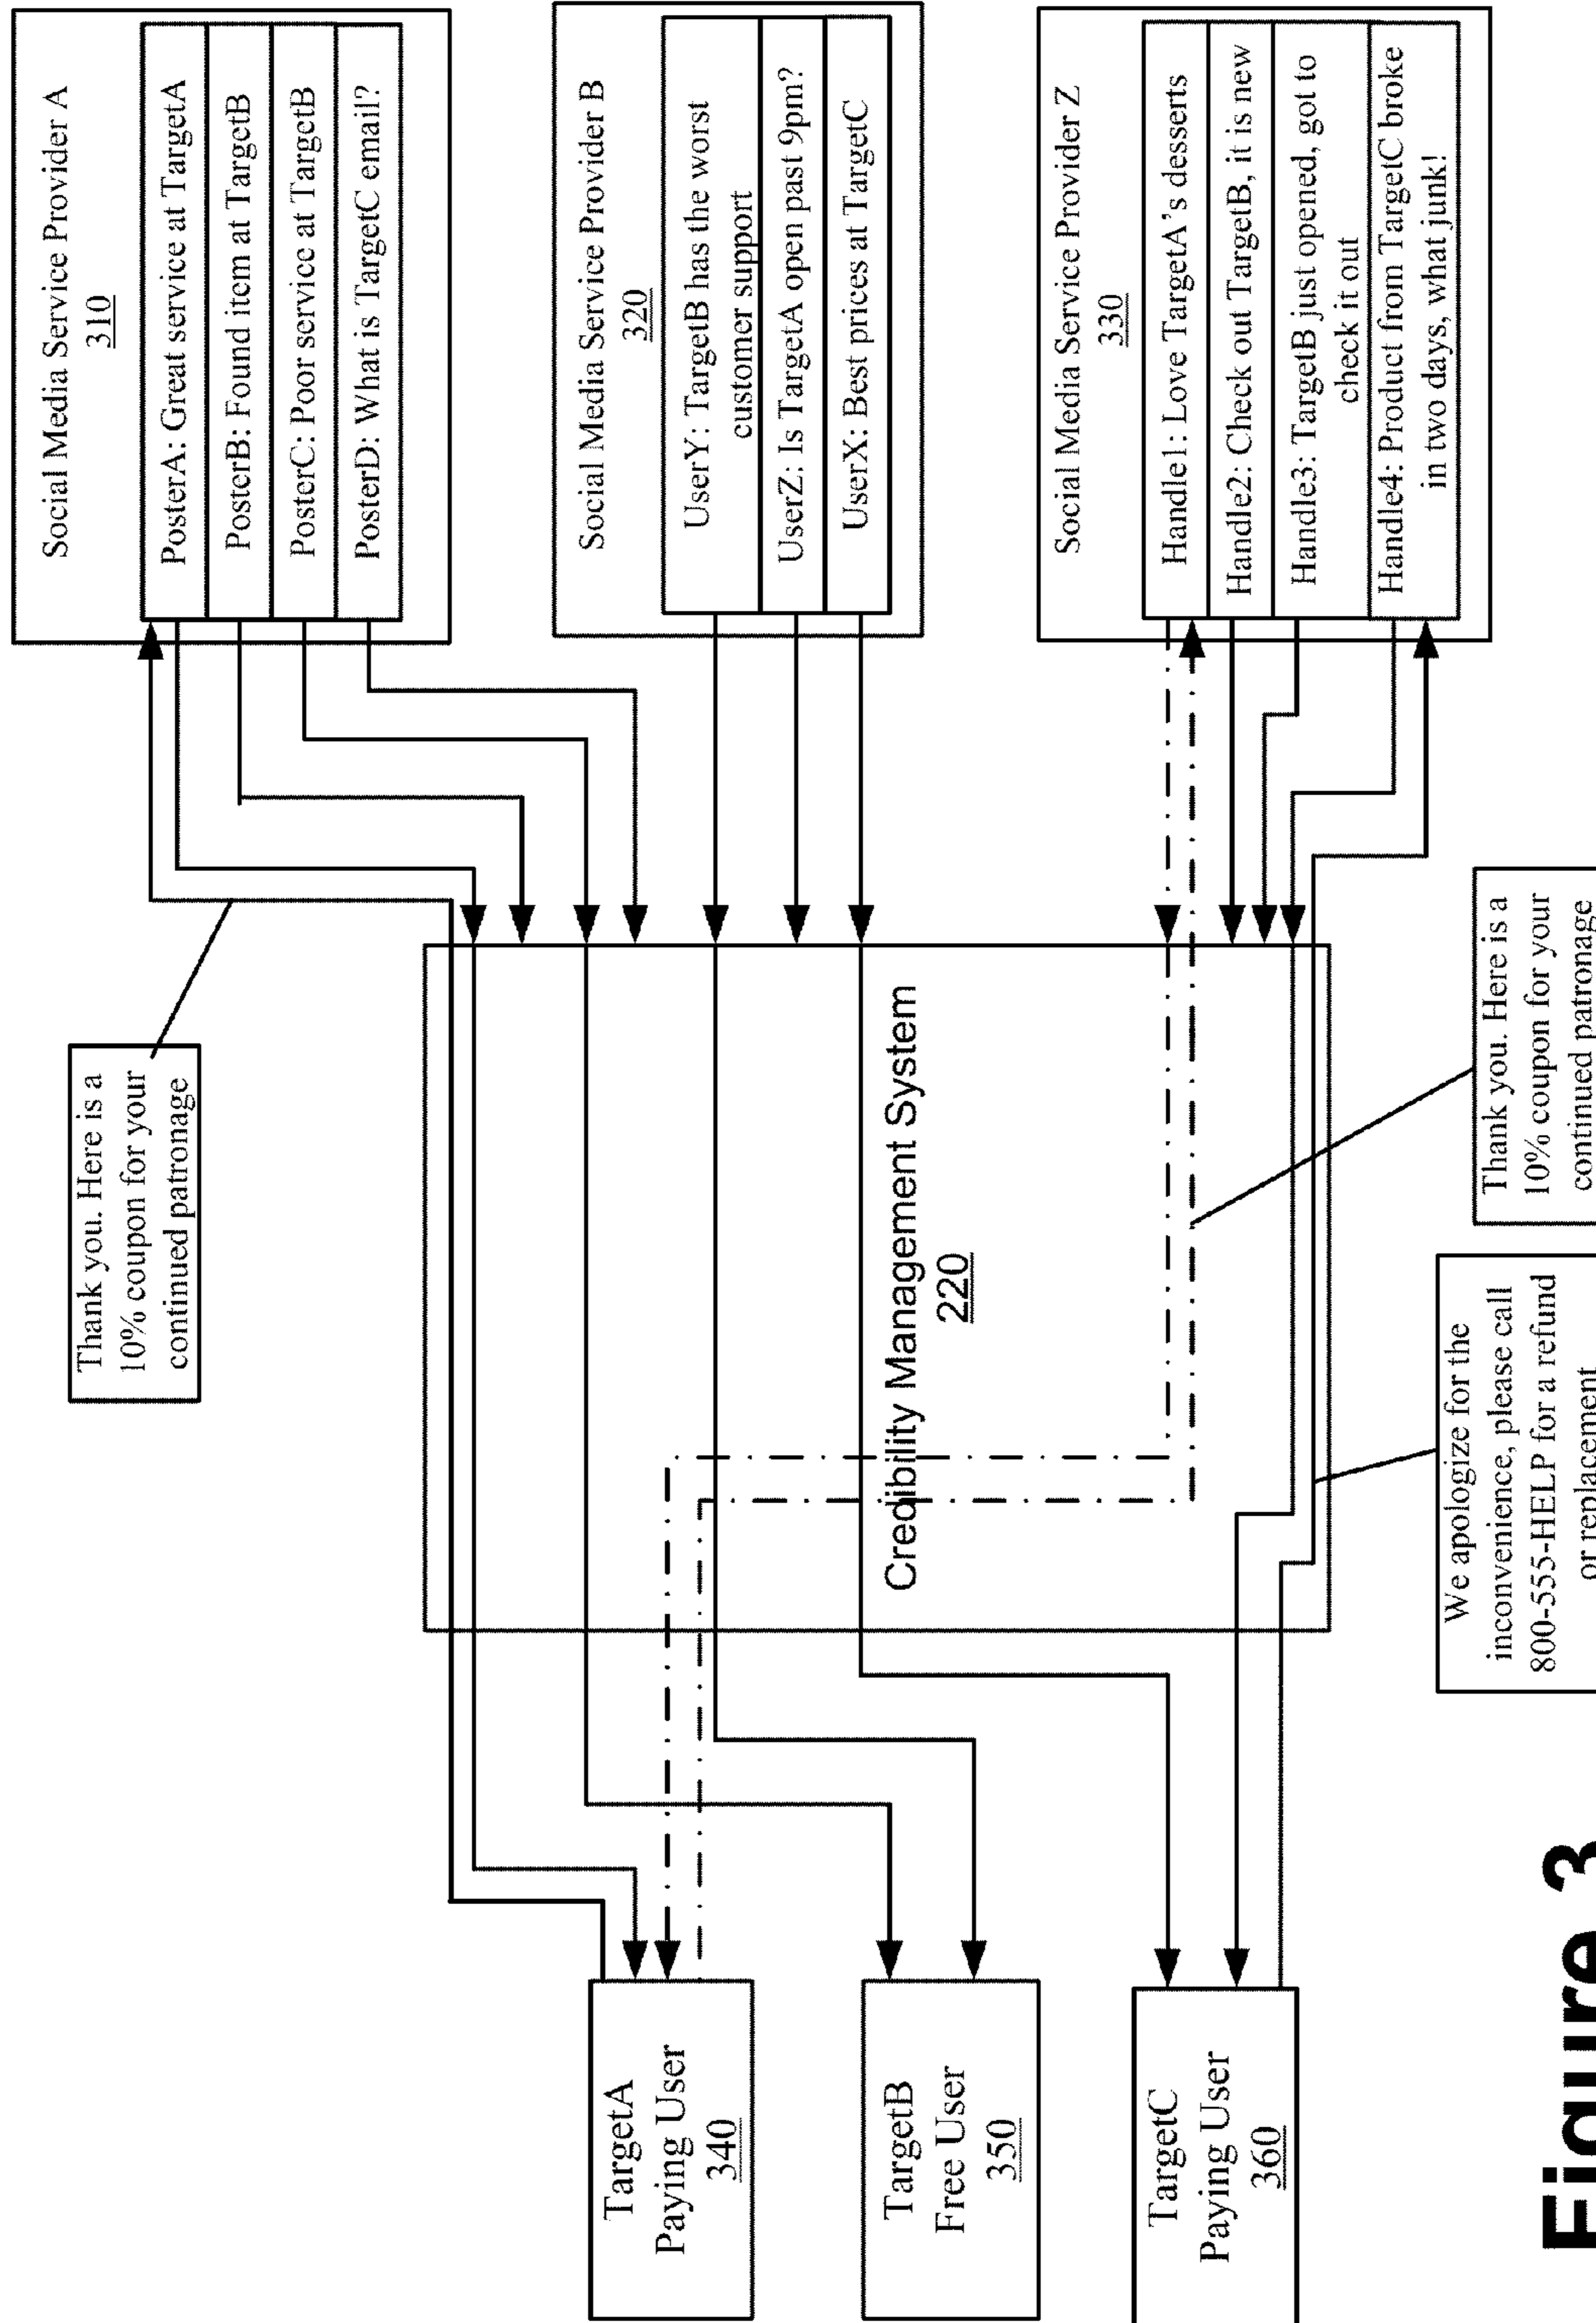 Social Media Service Provider A
310
PosterA: Great service at TargetA
PosterB: Found item at TargetB
PosterC: Poor service at TargetB
PosterD: What is TargetC email?
Social Media Service Provider B
320
UserY: TargetB has the worst
customer support
UserZ: Is TargetA open past 9pm?
UserX: Best prices at TargetC
Social Media Service Provider Z
330
Handle1: Love TargetA's desserts
Handle2: Check out TargetB, it is new
Handle3: TargetB just opened, got to
check it out
Handle4: Product from TargetC broke
in two days, what junk!
Thank you. Here is a
10% coupon for your
continued patronage
Credibility Management System
220
Thank you. Here is a
10% coupon for your
continued patronage
We apologize for the
inconvenience, please call
800-555-HELP for a refund
or replacement
TargetA
Paying User
340
TargetB
Free User
350
TargetC
Paying User
360
Figure 3